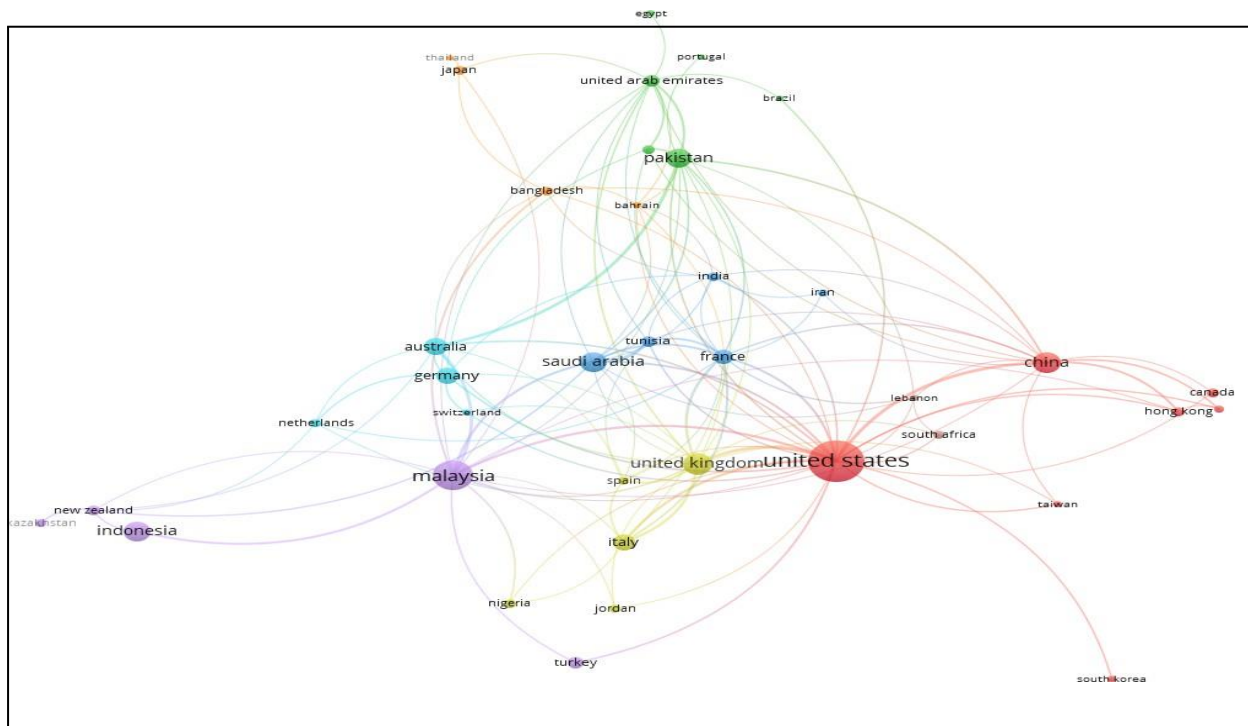 egypt
portugal
thailand
japan
united arab emirates
brazil
pakistan
bangladesh
bahrain
india
iran
tunisia
australia
saudi arabia
france
china
germany
lebanon
canada
switzerland
hong kong
netherlands
south africa
united kingdom
united states
malaysia
spain
taiwan
new zealand
kazakhstan
indonesia
italy
nigeria
jordan
turkey
south korea